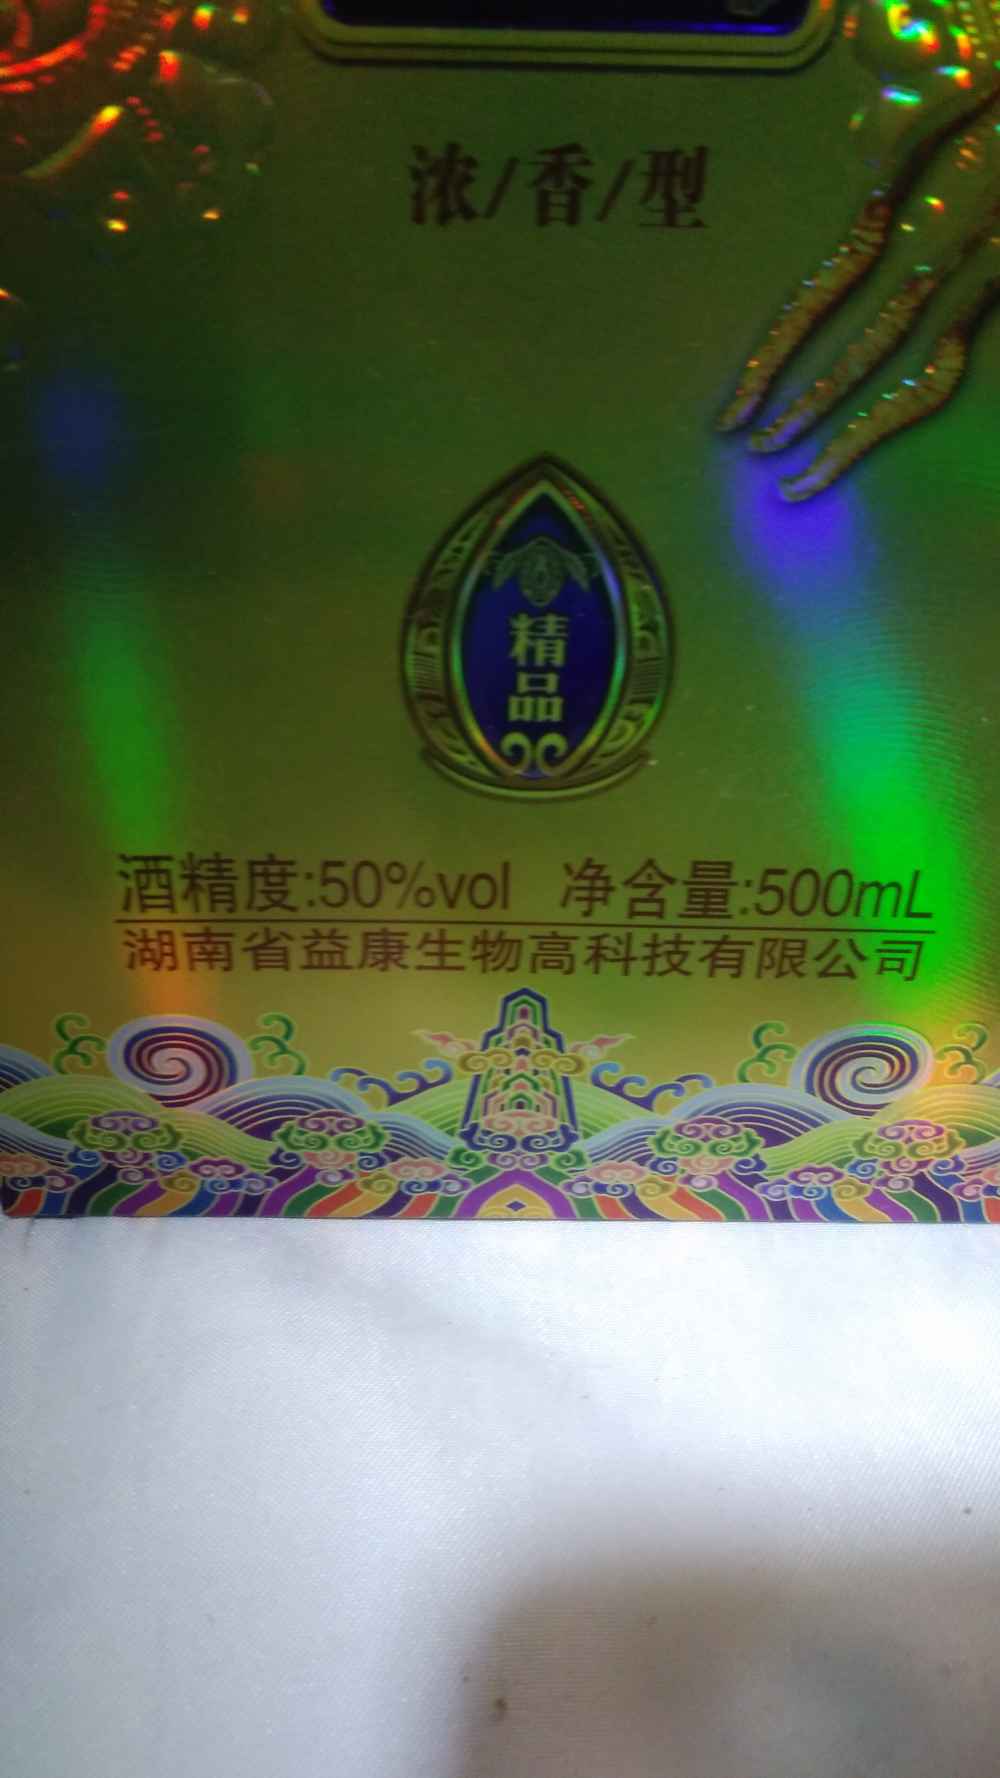 浓/香/型
精
品
酒精度:50%vol 净含量:500mL
湖南省益康生物高科技有限公司